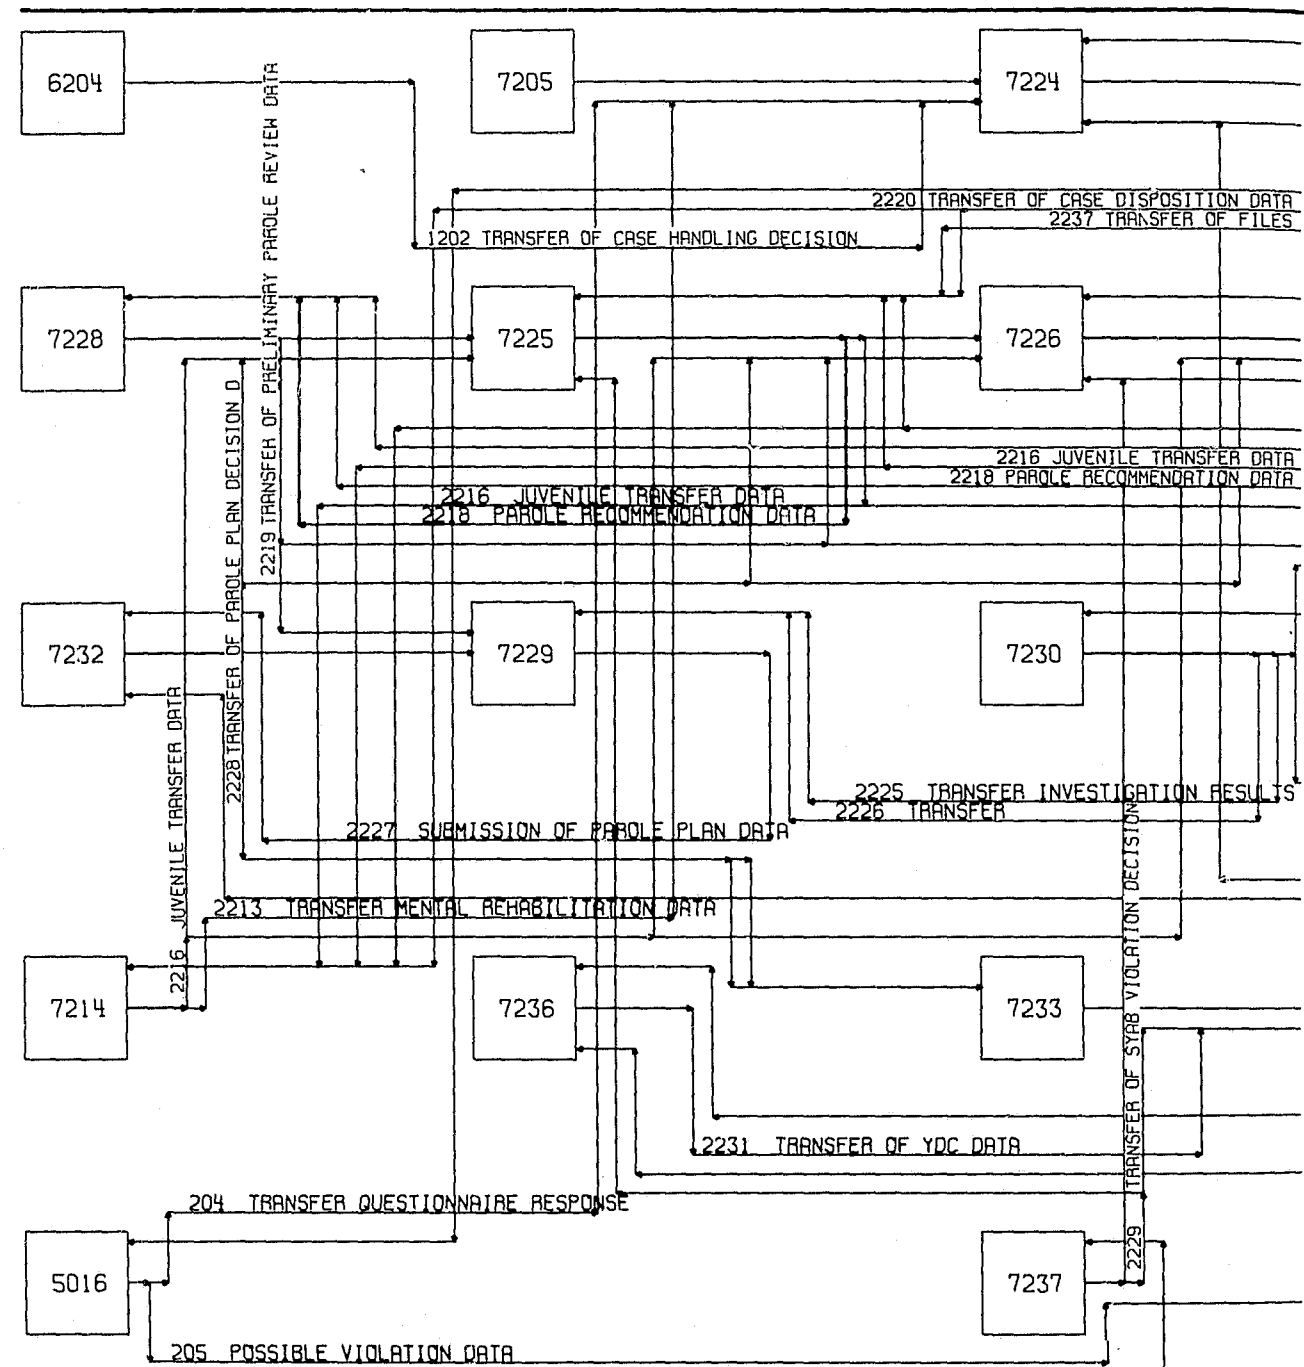 6204
7205
7224
2219 TRANSFER OF PRELIMINARY PAROLE REVIEW DATA
2220 TRANSFER OF CASE DISPOSITION DATA
2237 TRANSFER OF FILES
1202 TRANSFER OF CASE HANDLING DECISION
7228
7225
7226
2228 TRANSFER OF PAROLE PLAN DECISION D
2216 JUVENILE TRANSFER DATA
2218 PAROLE RECOMMENDATION DATA
2216 JUVENILE TRANSFER DATA
2218 PAROLE RECOMMENDATION DATA
7232
7229
7230
2216 JUVENILE TRANSFER DATA
2225 TRANSFER INVESTIGATION RESULTS
2226 TRANSFER
2227 SUBMISSION OF PAROLE PLAN DATA
2213 TRANSFER MENTAL REHABILITATION DATA
7214
7236
7233
2229 TRANSFER OF SYAB VIOLATION DECISION
2231 TRANSFER OF YDC DATA
204 TRANSFER QUESTIONNAIRE RESPONSE
5016
7237
205 POSSIBLE VIOLATION DATA